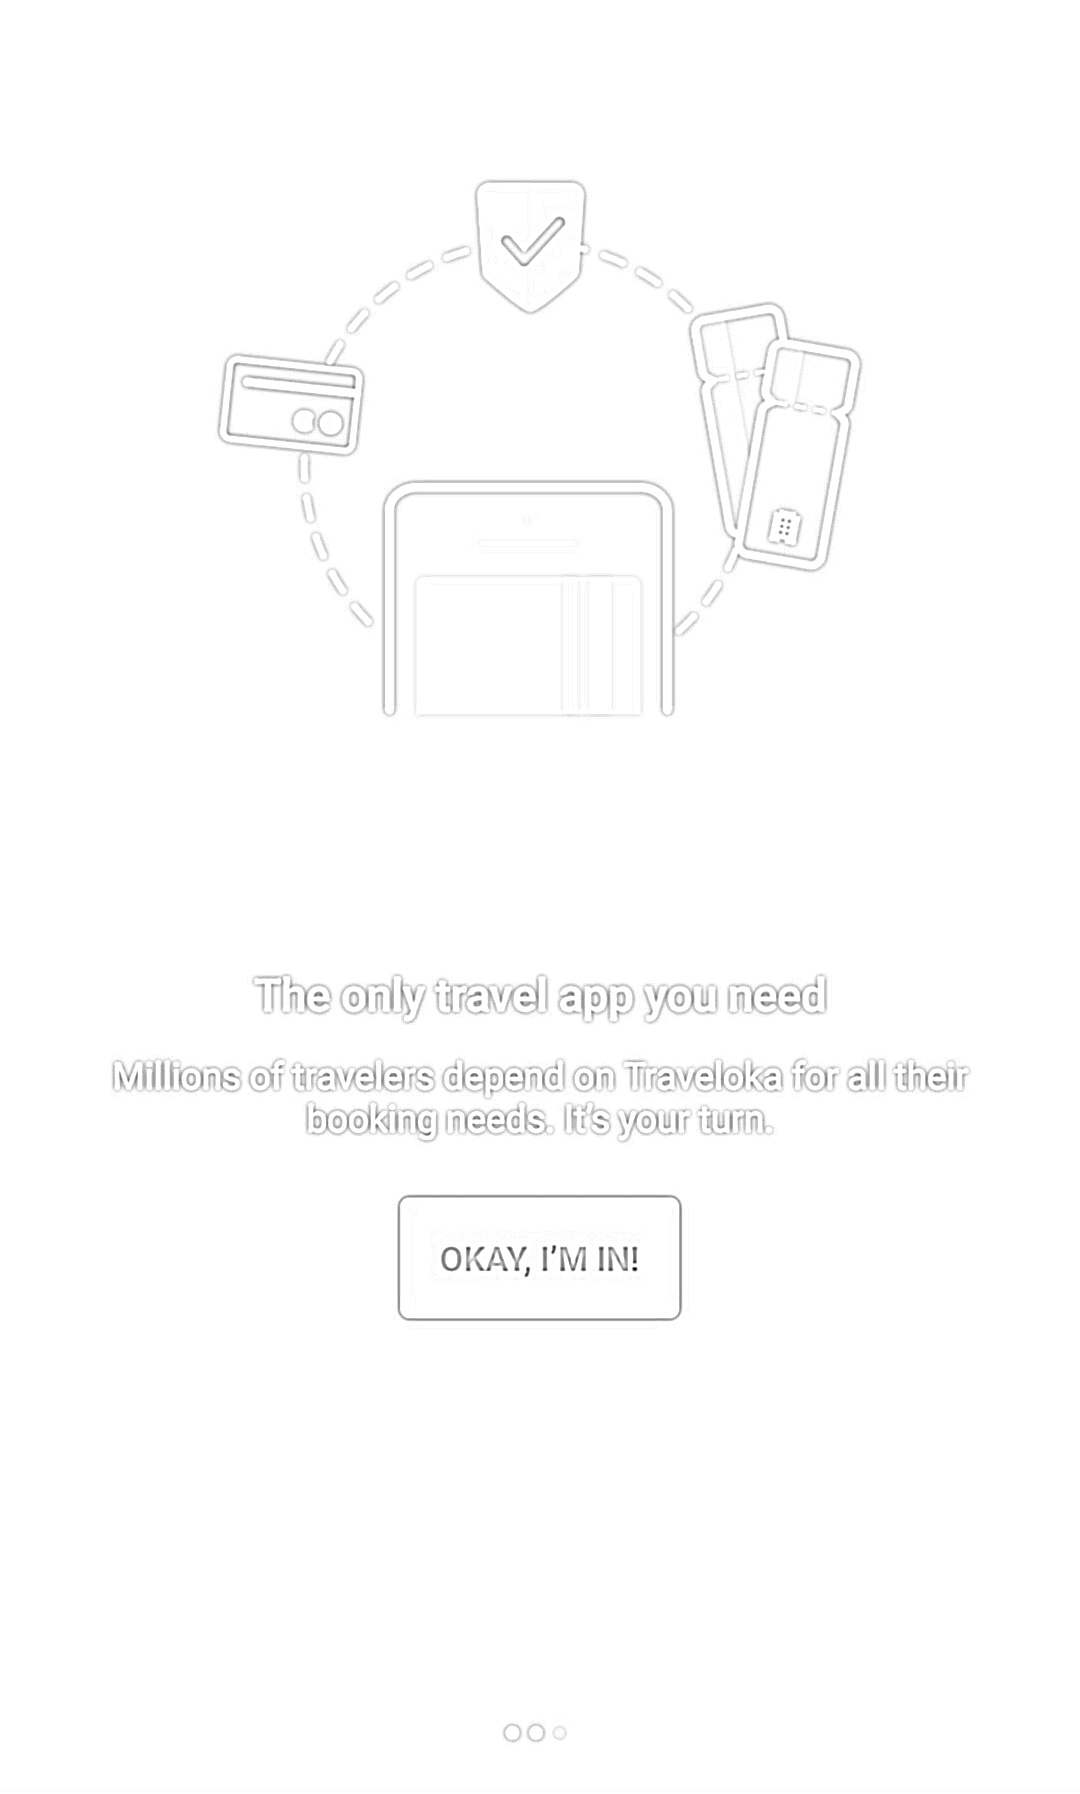 The only travel app you need
Millions of travelers depend on Traveloka for all their
booking needs. It's your turn.
OKAY, I'M IN!